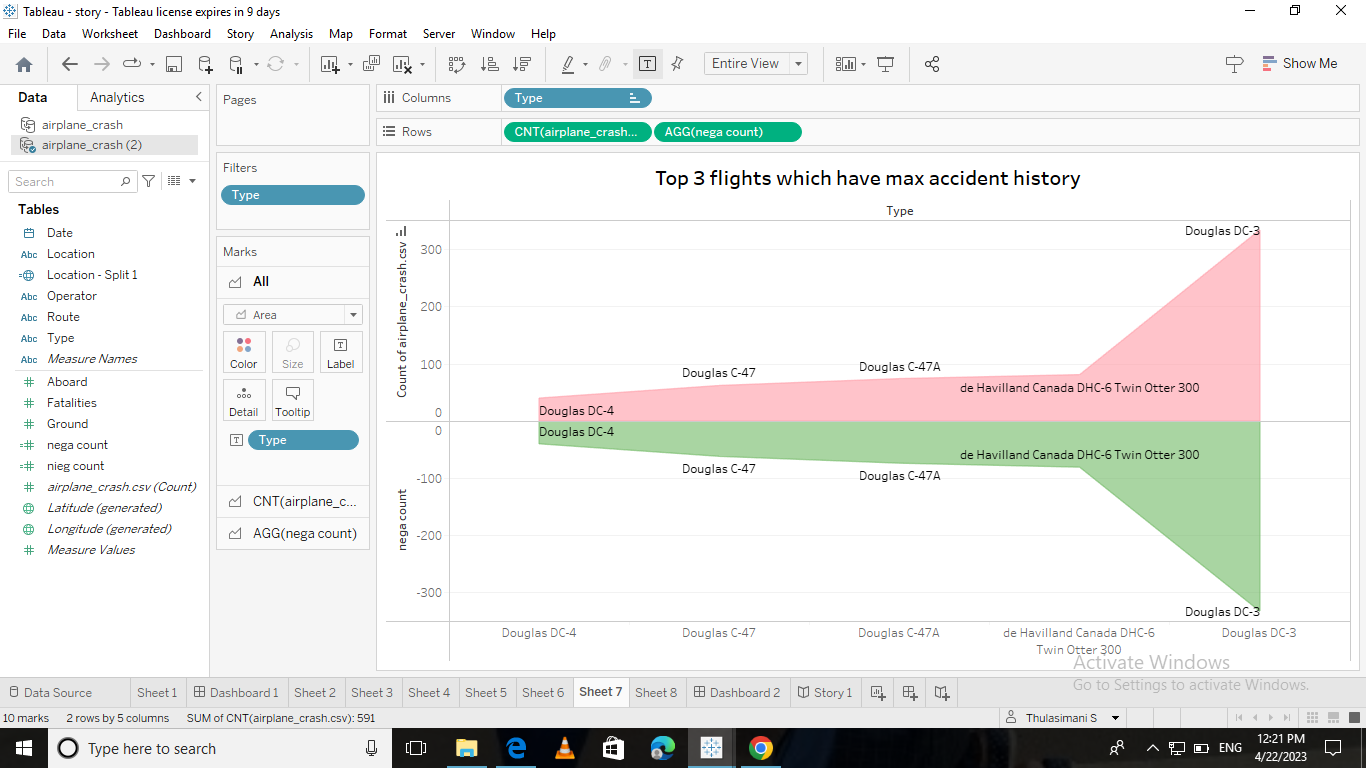 Tableau - story - Tableau license expires in 9 days
File Data Worksheet Dashboard Story Analysis Map Format Server Window Help
Entire View
Show Me
Data Analytics
airplane_crash
airplane_crash (2)
Search
Tables
Date
Abc Location
Location - Split 1
Abc Operator
Abc Route
Abc Type
Abc Measure Names
Aboard
Fatalities
Ground
nega count
nieg count
airplane_crash.csv (Count)
Latitude (generated)
Longitude (generated)
Measure Values
Pages
Filters
Type
Marks
All
Area
Color Size Label
Detail Tooltip
Type
CNT(airplane_c...
AGG(nega count)
Columns Type
Rows CNT(airplane_crash... AGG(nega count)
Top 3 flights which have max accident history
Type
Count of airplane_crash.csv
300
200
100
0
Douglas DC-3
Douglas C-47
Douglas C-47A
de Havilland Canada DHC-6 Twin Otter 300
Douglas DC-4
nega count
0
-100
-200
-300
Douglas DC-4
de Havilland Canada DHC-6 Twin Otter 300
Douglas C-47
Douglas C-47A
Douglas DC-3
Douglas DC-4 Douglas C-47 Douglas C-47A de Havilland Canada DHC-6 Douglas DC-3
Twin Otter 300
Activate Windows
Go to Settings to activate Windows.
Data Source Sheet 1 Dashboard 1 Sheet 2 Sheet 3 Sheet 4 Sheet 5 Sheet 6 Sheet 7 Sheet 8 Dashboard 2 Story 1
10 marks 2 rows by 5 columns SUM of CNT(airplane_crash.csv): 591
Thulasimani S
Type here to search
ENG
12:21 PM
4/22/2023